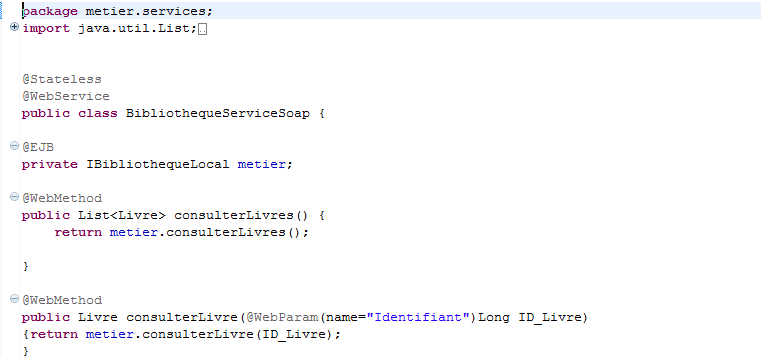 package metier.services;
import java.util.List;
@Stateless
@WebService
public class BibliothequeServiceSoap {
@EJB
private IBibliothequeLocal metier;
@WebMethod
public List<Livre> consulterLivres() {
return metier.consulterLivres();
}
@WebMethod
public Livre consulterLivre(@WebParam(name="Identifiant")Long ID_Livre)
{return metier.consulterLivre(ID_Livre);
}